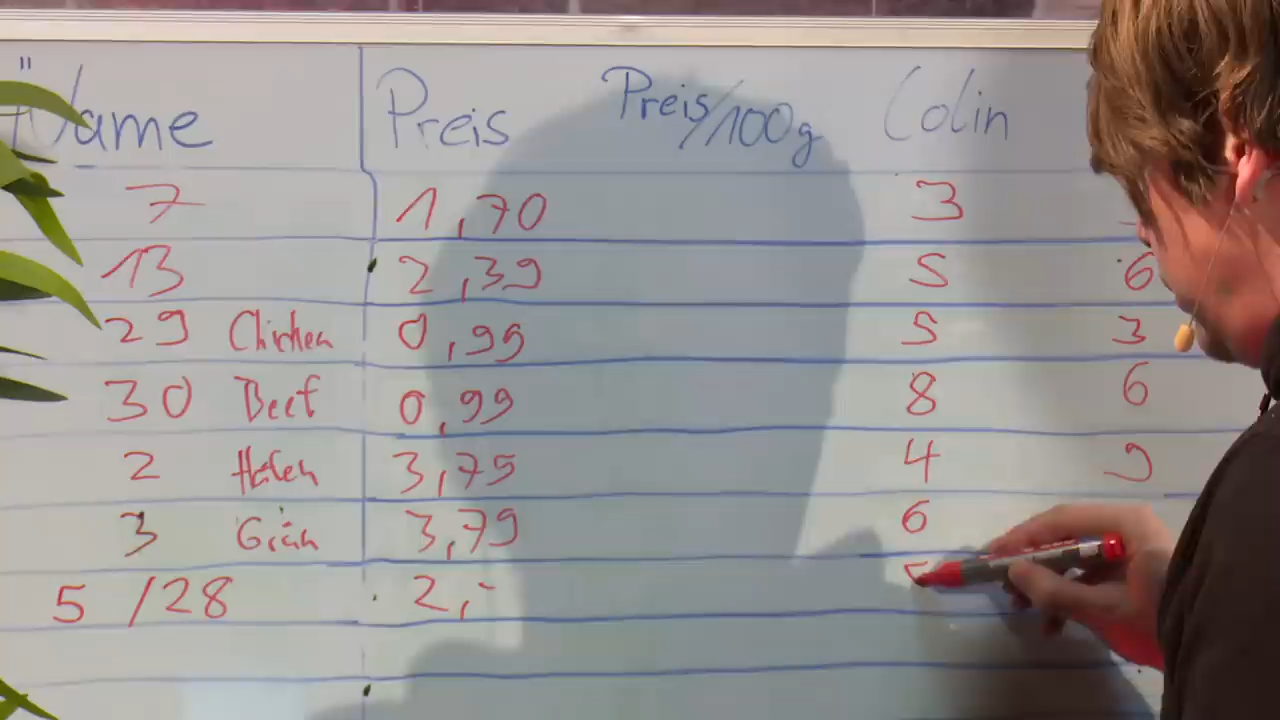 Name Preis Preis/100g Colin
7 1,70 3
13 2,39 5 6
29 Chicken 0,99 5 3
30 Beef 0,99 8 6
2 3,75 4 9
3 Grün 3,79 6
5 /28 2,-